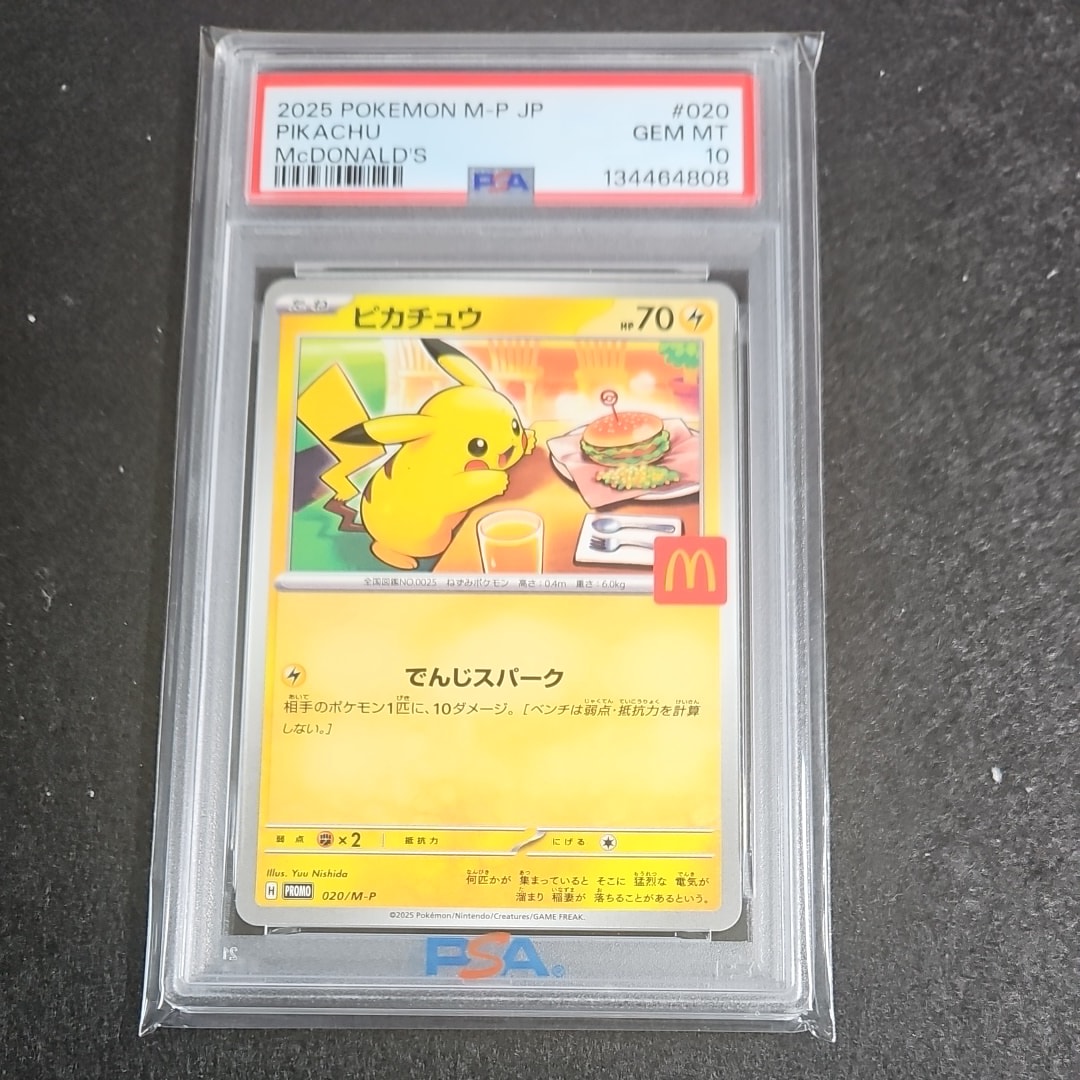 2025 POKEMON M-P JP #020
PIKACHU GEM MT
McDONALD'S 10
PSA 134464808
たね ピカチュウ HP70
全国図鑑NO.0025 ねずみポケモン 高さ:0.4m 重さ:6.0kg
M
でんじスパーク
相手のポケモン1匹に、10ダメージ。[ベンチは弱点・抵抗力を計算
しない。]
弱点 ×2 抵抗力 にげる
Illus. Yuu Nishida
何匹かが 集まっていると そこに 猛烈な 電気が
溜まり 稲妻が 落ちることがあるという。
H PROMO 020/M-P
©2025 Pokémon/Nintendo/Creatures/GAME FREAK.
PSA®